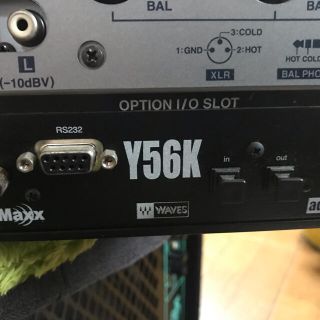 BAL
BAL
3:COLD
1:GND
2:HOT
HOT COLD
L
(-10dBV)
XLR
BAL PHO
OPTION I/O SLOT
RS232
Y56K
in
out
Maxx
WAVES